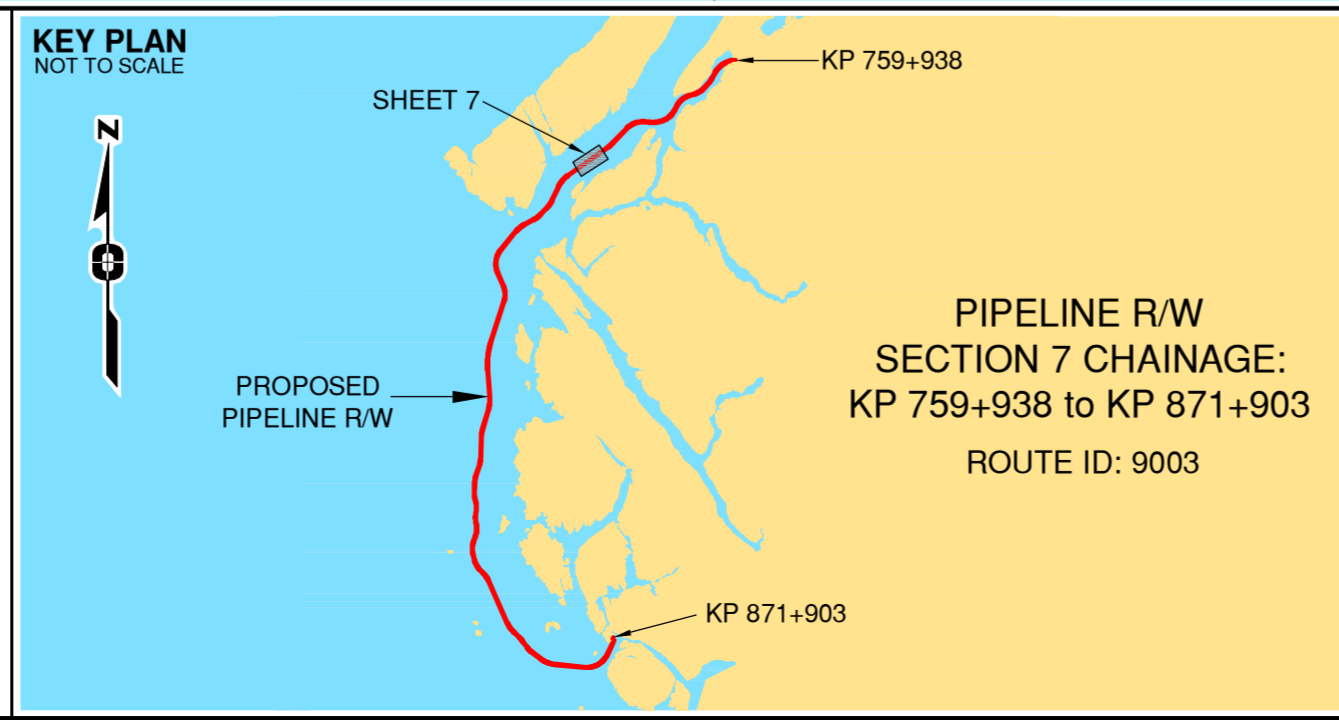 KEY PLAN
NOT TO SCALE
N
SHEET 7
KP 759+938
PROPOSED
PIPELINE R/W
PIPELINE R/W
SECTION 7 CHAINAGE:
KP 759+938 to KP 871+903
ROUTE ID: 9003
KP 871+903